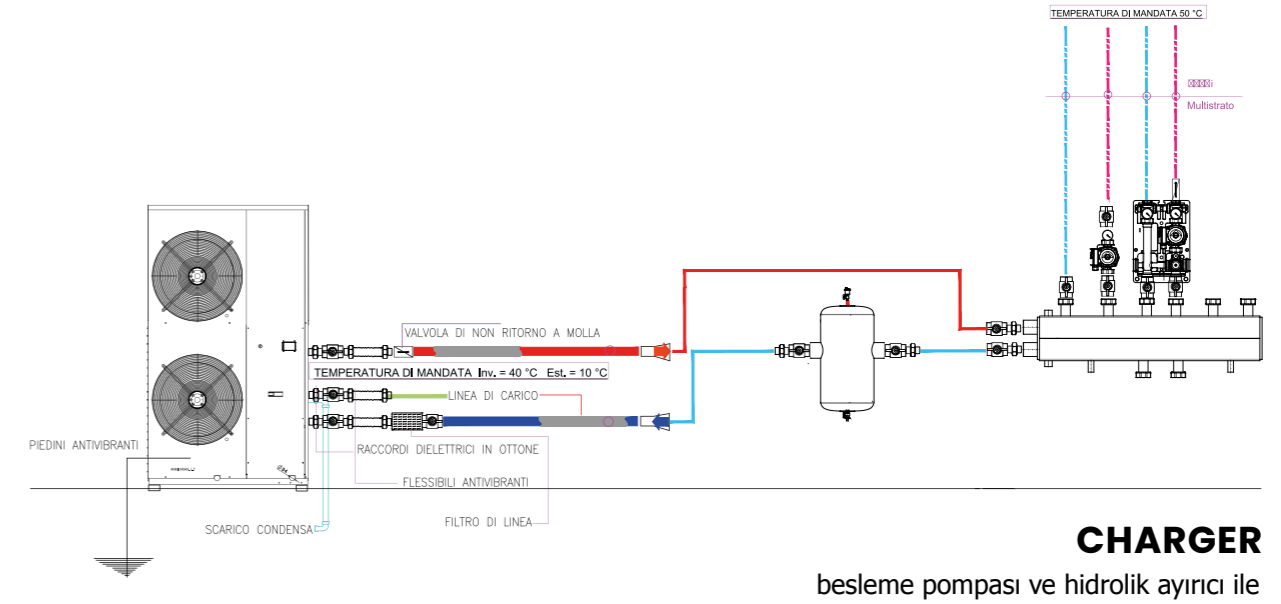 TEMPERATURA DI MANDATA 50 °C
Multistrato
VALVOLA DI NON RITORNO A MOLLA
TEMPERATURA DI MANDATA Inv. = 40 °C Est. = 10 °C
LINEA DI CARICO
PIEDINI ANTIVIBRANTI
RACCORDI DIELETTRICI IN OTTONE
FLESSIBILI ANTIVIBRANTI
SCARICO CONDENSA
FILTRO DI LINEA
CHARGER
besleme pompası ve hidrolik ayırıcı ile